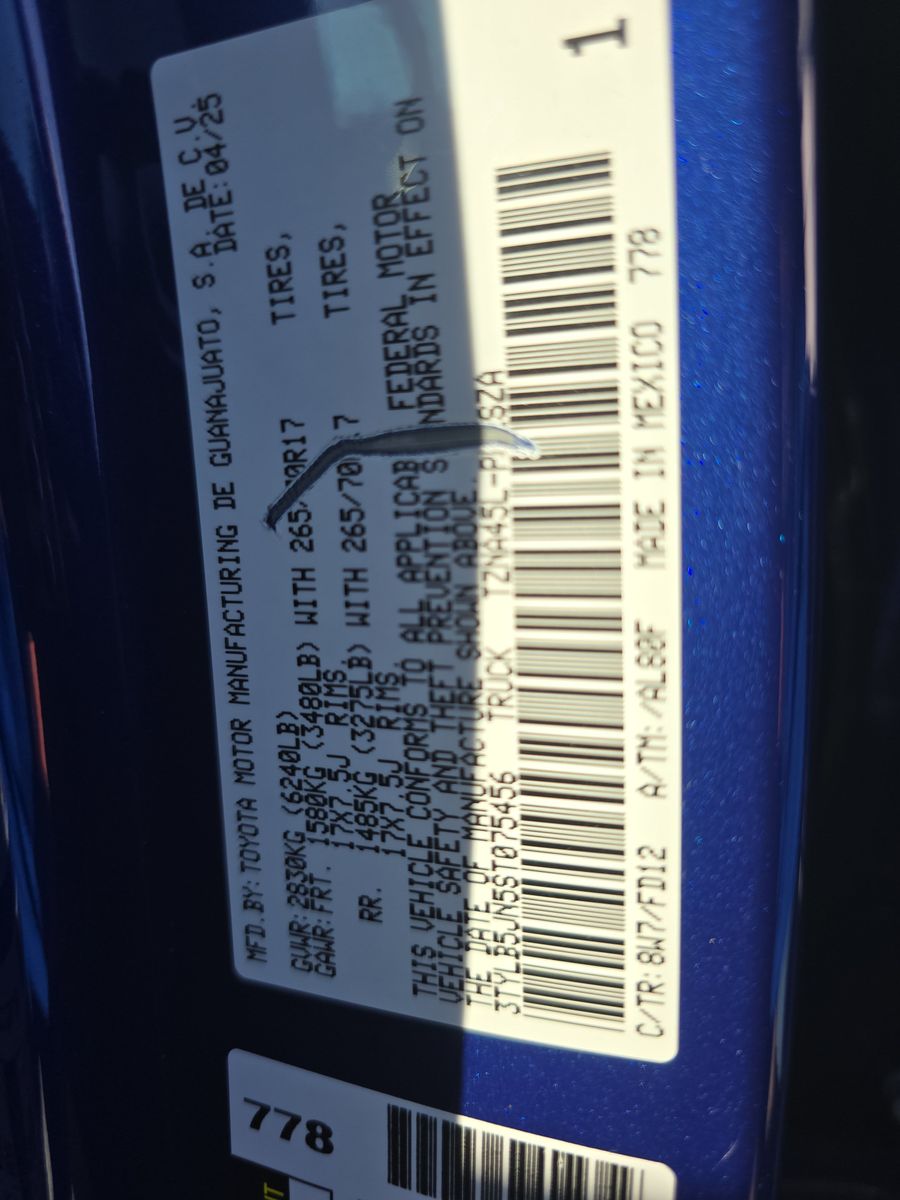 MFD.BY:TOYOTA MOTOR MANUFACTURING DE GUANAJUATO, S.A. DE C.V.
DATE:04/25
GVWR:2830KG (6240LB)
GAWR:FRT. 1580KG (3480LB) WITH 265/70R17 TIRES,
17X7.5J RIMS,
RR. 1485KG (3275LB) WITH 265/70 7 TIRES,
17X7.5J RIMS.
THIS VEHICLE CONFORMS TO ALL APPLICAB FEDERAL MOTOR
VEHICLE SAFETY AND THEFT PREVENTION S NDARDS IN EFFECT ON
THE DATE OF MANUFACTURE SHOWN ABOVE.
3TYLB5JN5ST075456 TRUCK TZNA45L-P SZA
C/TR:8W7/FD12 A/TM:/AL80F MADE IN MEXICO 778
1
778
NT